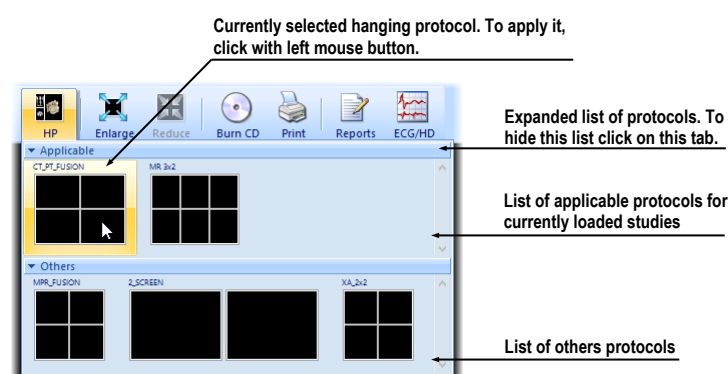 Currently selected hanging protocol. To apply it,
click with left mouse button.
HP
Enlarge
Reduce
Burn CD
Print
Reports
ECG/HD
Expanded list of protocols. To
hide this list click on this tab.
Applicable
CT_PT_FUSION
MR 3x2
List of applicable protocols for
currently loaded studies
Others
MPR_FUSION
2_SCREEN
XA_2x2
List of others protocols